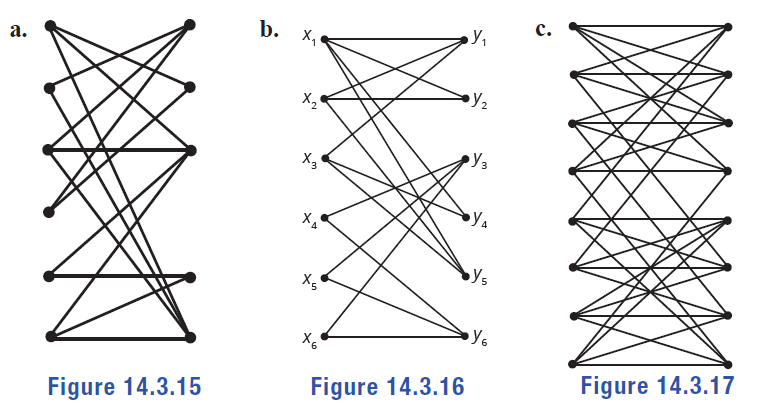 a.
b.
c.
x1
y1
x2
y2
x3
y3
x4
y4
x5
y5
x6
y6
Figure 14.3.15
Figure 14.3.16
Figure 14.3.17